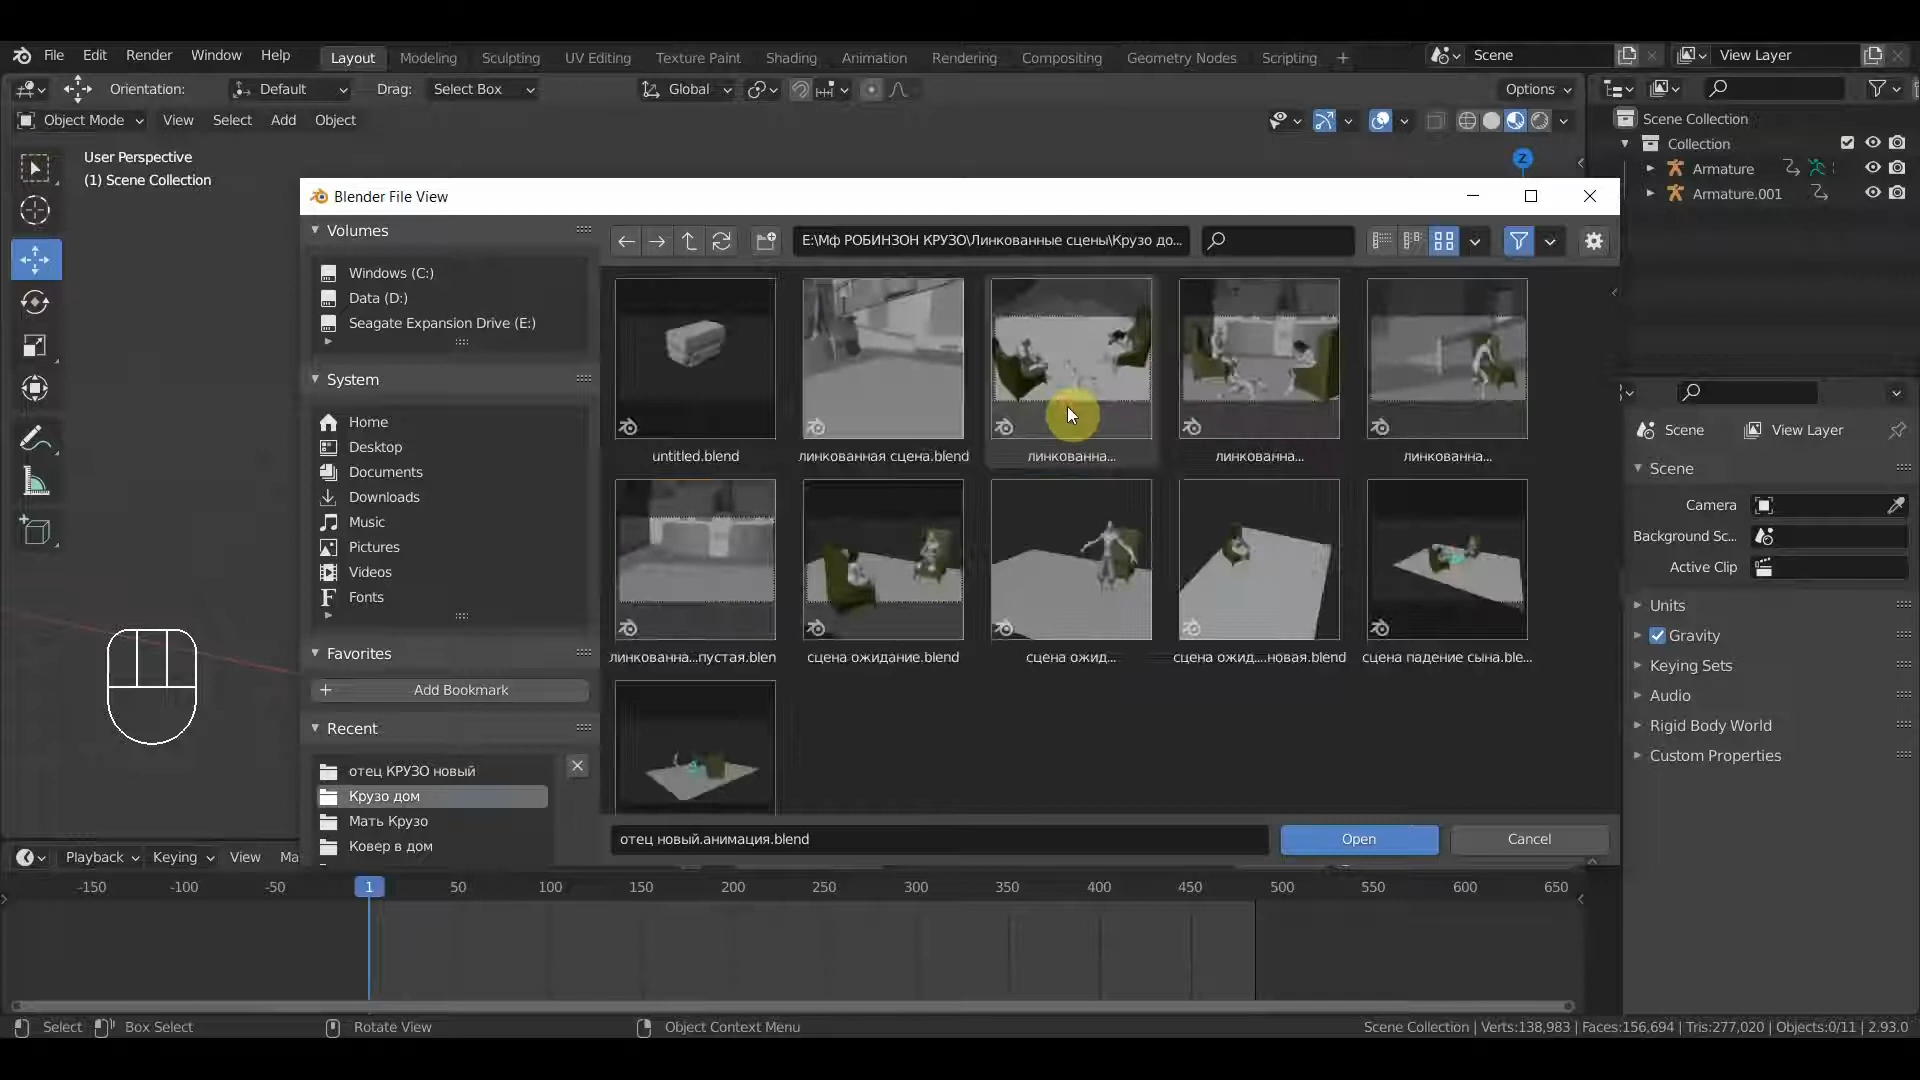 File Edit Render Window Help Layout Modeling Sculpting UV Editing Texture Paint Shading Animation Rendering Compositing Geometry Nodes Scripting + Scene View Layer
Orientation: Default Drag: Select Box Global Options
Object Mode View Select Add Object
User Perspective
(1) Scene Collection
Z
Scene Collection
Collection
Armature
Armature.001
Blender File View
Volumes
Windows (C:)
Data (D:)
Seagate Expansion Drive (E:)
System
Home
Desktop
Documents
Downloads
Music
Pictures
Videos
Fonts
Favorites
Add Bookmark
Recent
отец КРУЗО новый
Крузо дом
Мать Крузо
Ковер в дом
E:\Мф РОБИНЗОН КРУЗО\Линкованные сцены\Крузо до...
untitled.blend линкованная сцена.blend линкованна... линкованна... линкованна...
линкованна...пустая.blen сцена ожидание.blend сцена ожид... сцена ожид....новая.blend сцена падение сына.ble...
отец новый.анимация.blend Open Cancel
Scene View Layer
Scene
Camera
Background Sc...
Active Clip
Units
Gravity
Keying Sets
Audio
Rigid Body World
Custom Properties
Playback Keying View Ma
-150 -100 -50 1 50 100 150 200 250 300 350 400 450 500 550 600 650
Select Box Select Rotate View Object Context Menu Scene Collection | Verts:138,983 | Faces:156,694 | Tris:277,020 | Objects:0/11 | 2.93.0